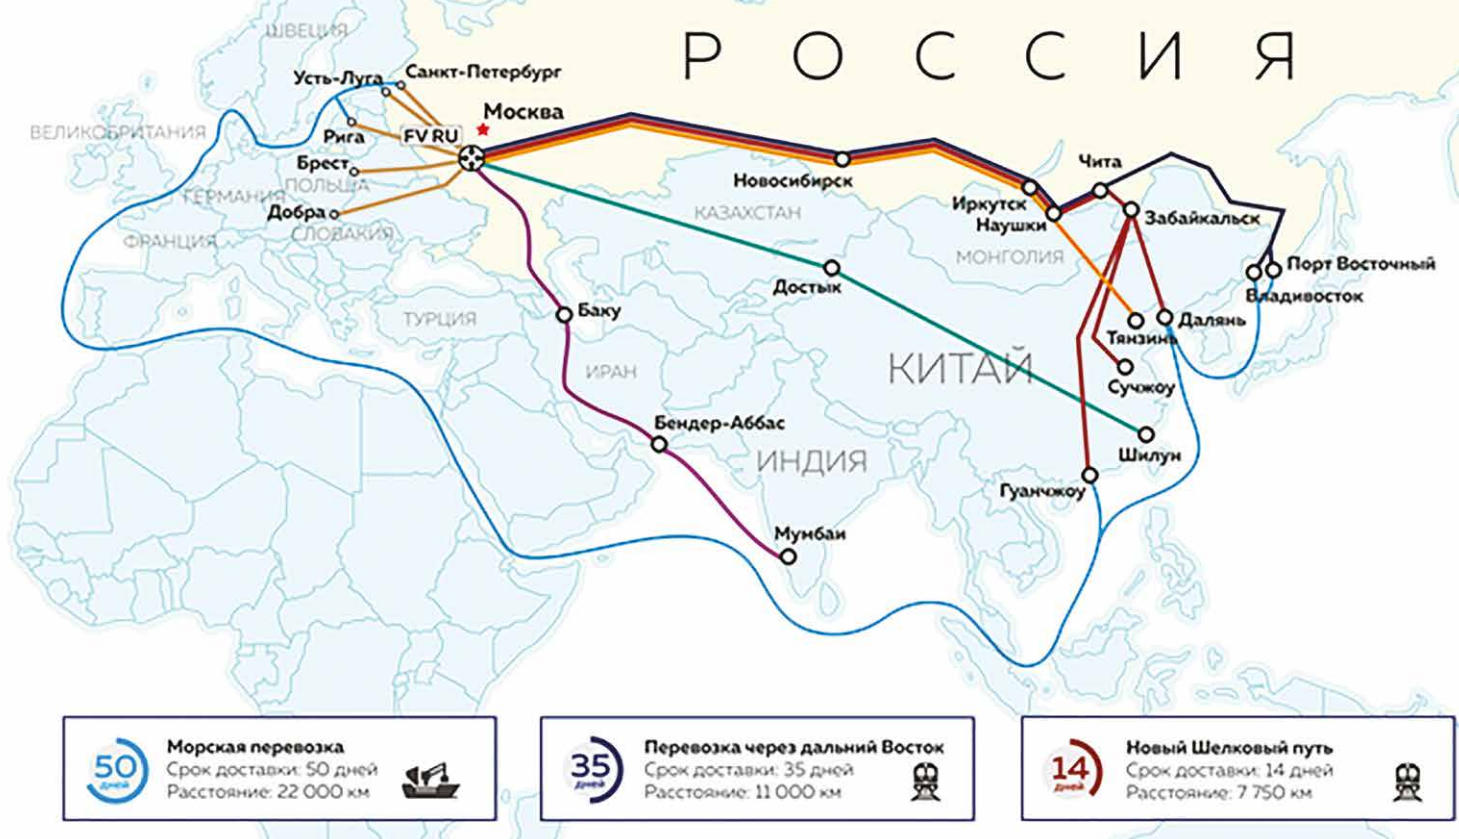 ШВЕЦИЯ
РОССИЯ
Усть-Луга
Санкт-Петербург
Москва
ВЕЛИКОБРИТАНИЯ
Рига
FV RU
Брест
ПОЛЬША
ГЕРМАНИЯ
Добра
СЛОВАКИЯ
ФРАНЦИЯ
Новосибирск
Чита
Иркутск
Наушки
Забайкальск
КАЗАХСТАН
МОНГОЛИЯ
Достык
Порт Восточный
Владивосток
Баку
ТУРЦИЯ
Далянь
Тянзинь
ИРАН
КИТАЙ
Сучжоу
Бендер-Аббас
ИНДИЯ
Шилун
Гуанчжоу
Мумбаи
50
дней
Морская перевозка
Срок доставки: 50 дней
Расстояние: 22 000 км
35
дней
Перевозка через дальний Восток
Срок доставки: 35 дней
Расстояние: 11 000 км
14
дней
Новый Шелковый путь
Срок доставки: 14 дней
Расстояние: 7 750 км